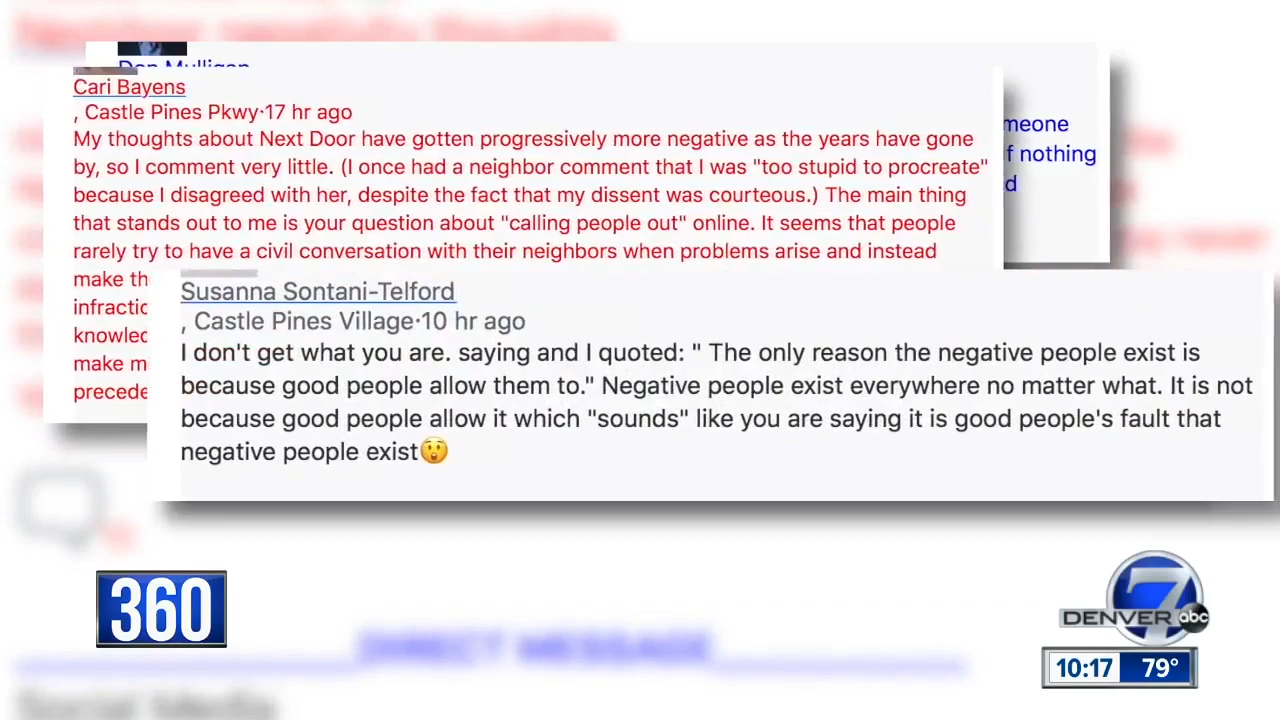 Don Mulligan
Cari Bayens
, Castle Pines Pkwy·17 hr ago
My thoughts about Next Door have gotten progressively more negative as the years have gone
by, so I comment very little. (I once had a neighbor comment that I was "too stupid to procreate"
because I disagreed with her, despite the fact that my dissent was courteous.) The main thing
that stands out to me is your question about "calling people out" online. It seems that people
rarely try to have a civil conversation with their neighbors when problems arise and instead
make th
infractio
knowled
make m
precede
meone
f nothing
d
Susanna Sontani-Telford
, Castle Pines Village·10 hr ago
I don't get what you are. saying and I quoted: " The only reason the negative people exist is
because good people allow them to." Negative people exist everywhere no matter what. It is not
because good people allow it which "sounds" like you are saying it is good people's fault that
negative people exist😲
DIRECT MESSAGE
Social Media
360
DENVER 7 abc
10:17 79°